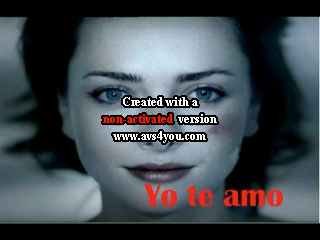 Created with a
non-activated version
www.avs4you.com
Yo te amo